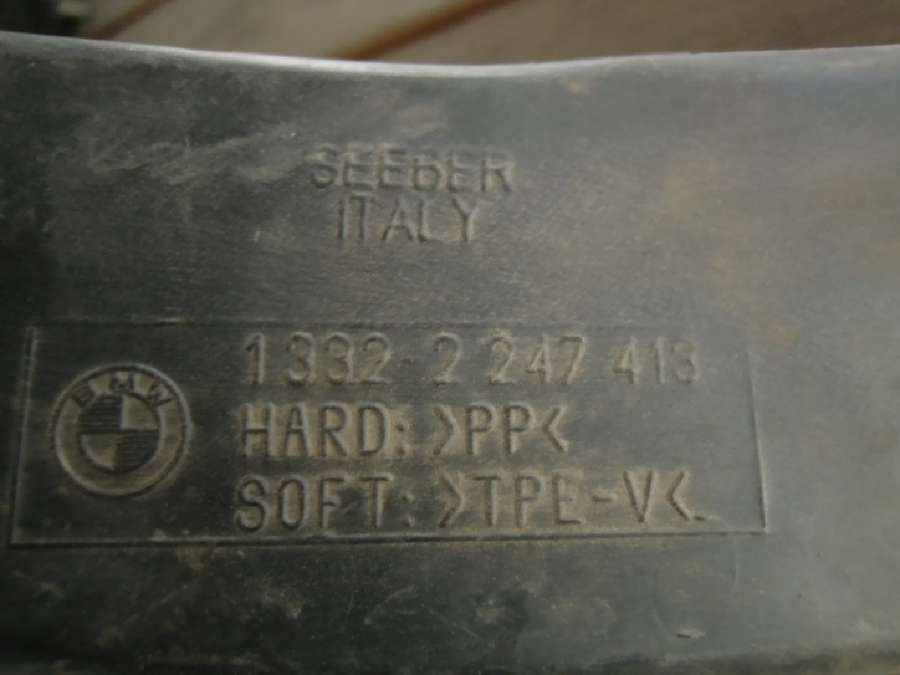 SEEBER
ITALY
BMW
1332-2 247 413
HARD: >PP<
SOFT: >TPE-V<